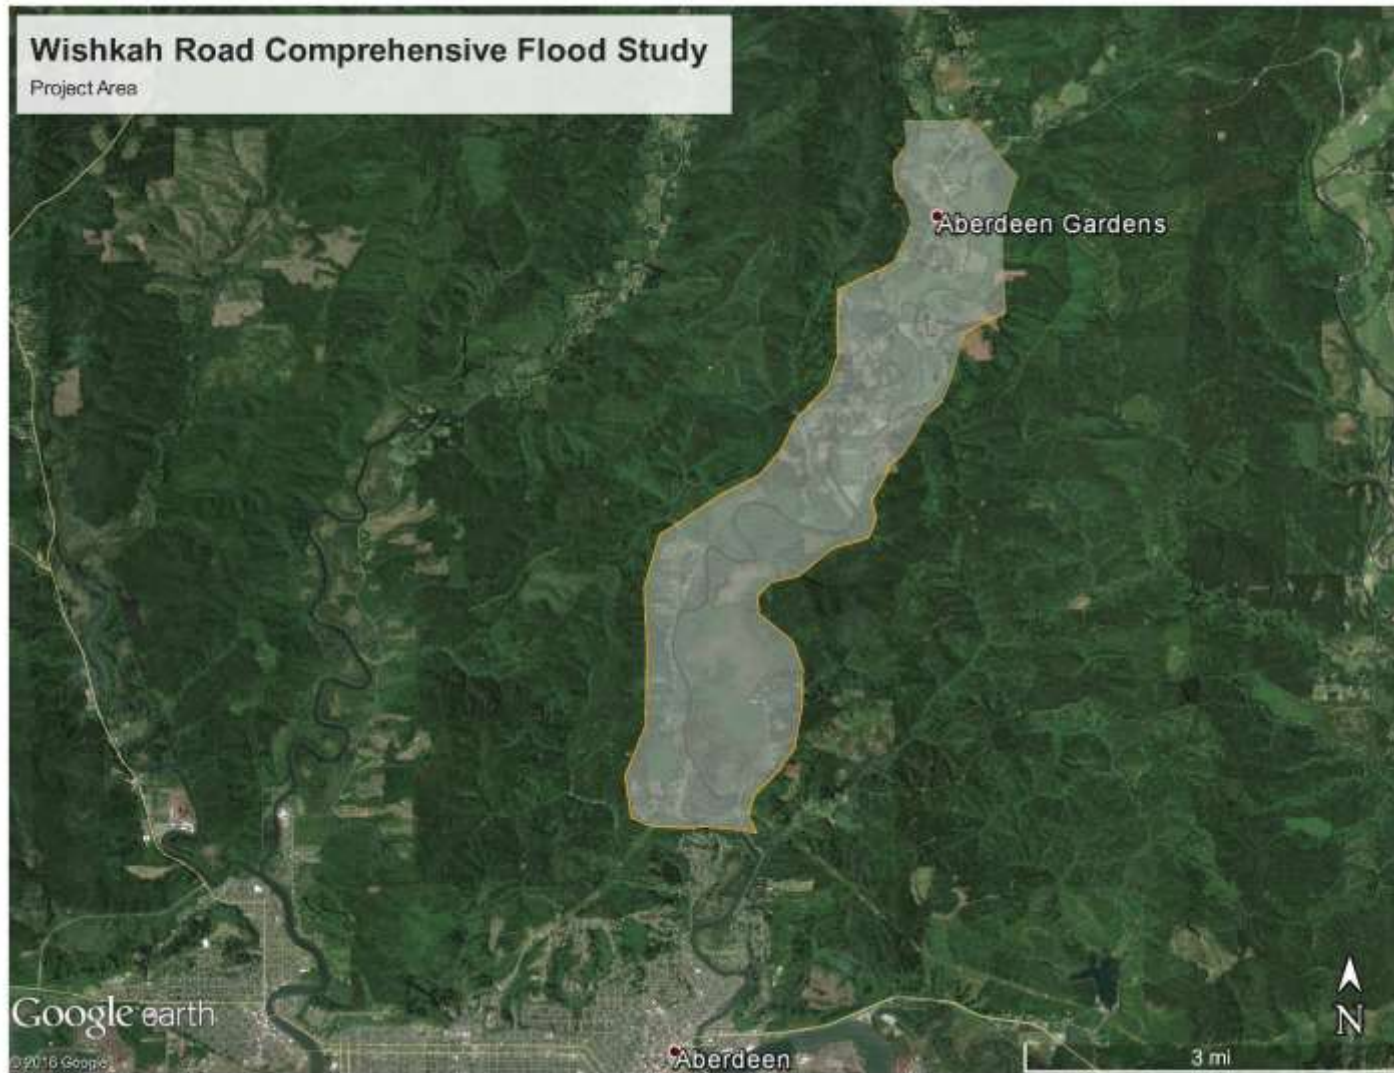 Wishkah Road Comprehensive Flood Study
Project Area
Aberdeen Gardens
Google earth
N
© 2016 Google
Aberdeen
3 mi